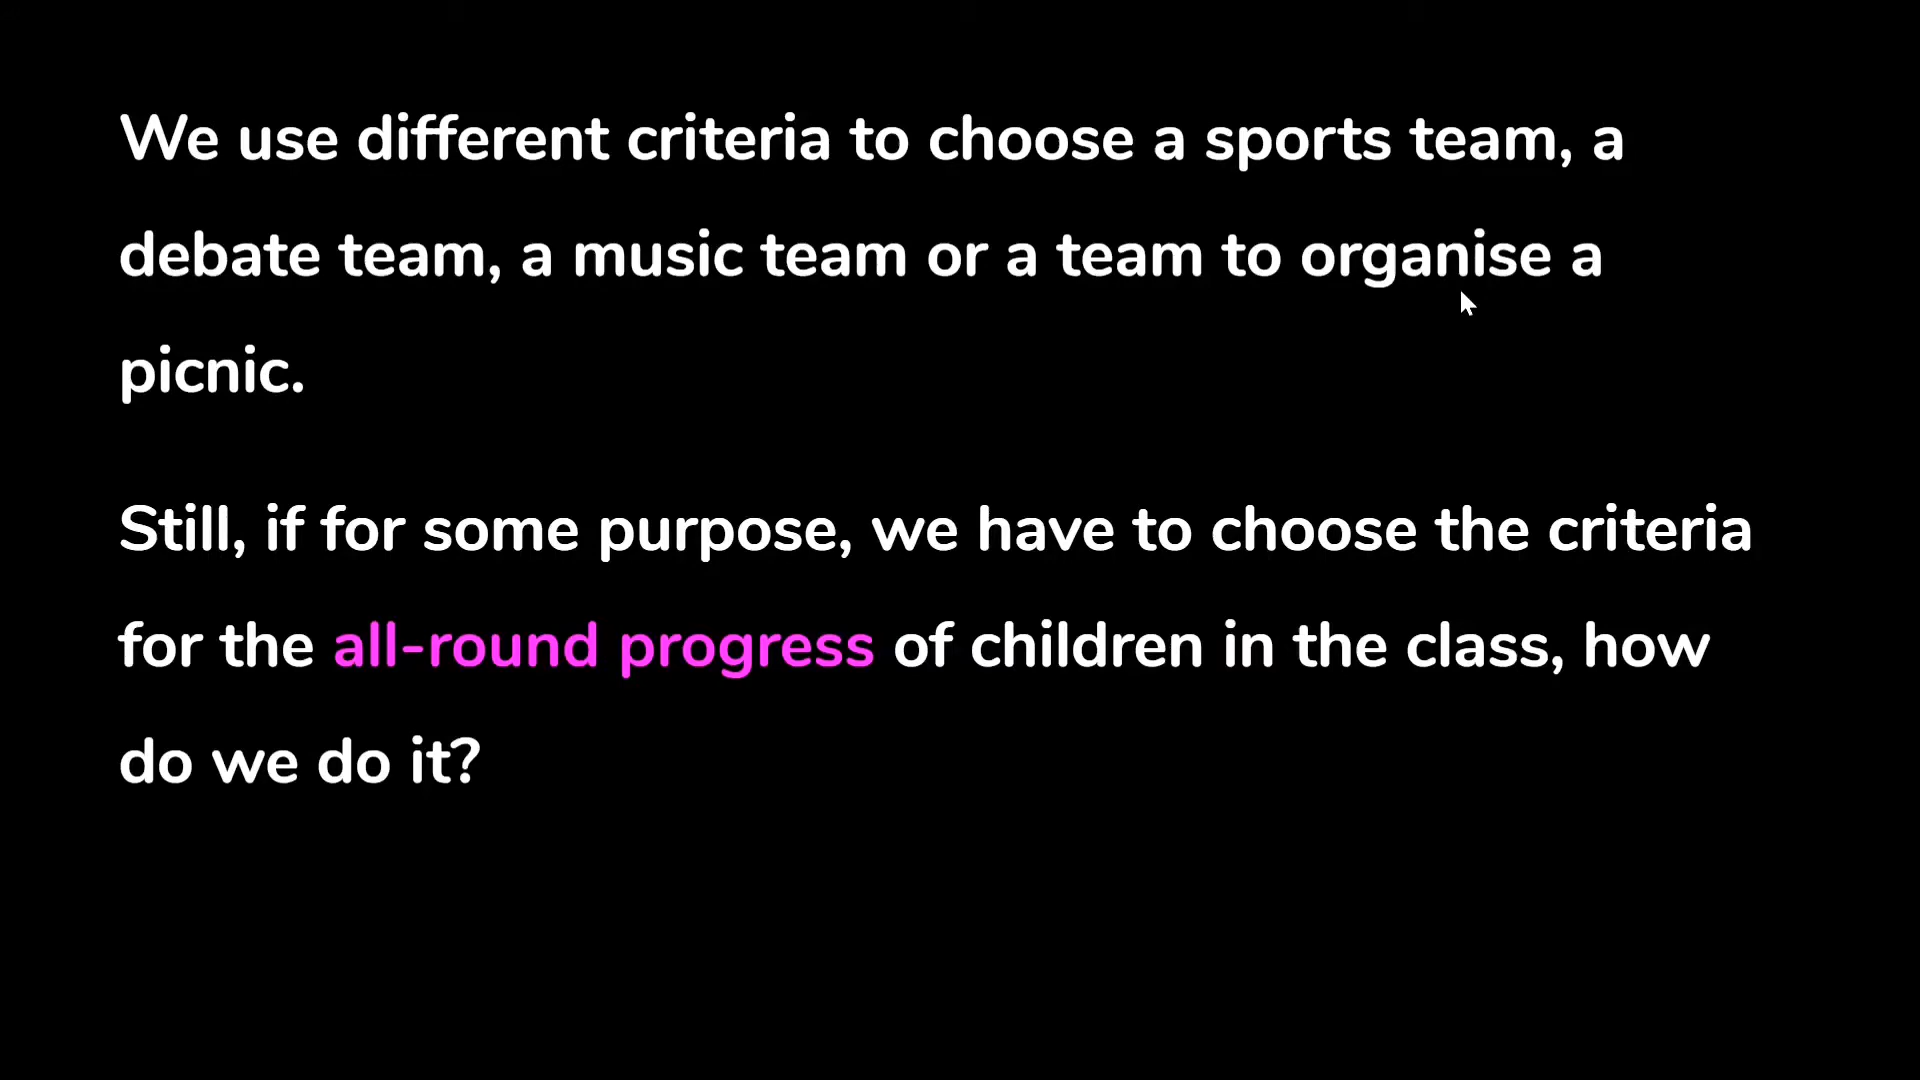 We use different criteria to choose a sports team, a
debate team, a music team or a team to organise a
picnic.
Still, if for some purpose, we have to choose the criteria
for the all-round progress of children in the class, how
do we do it?